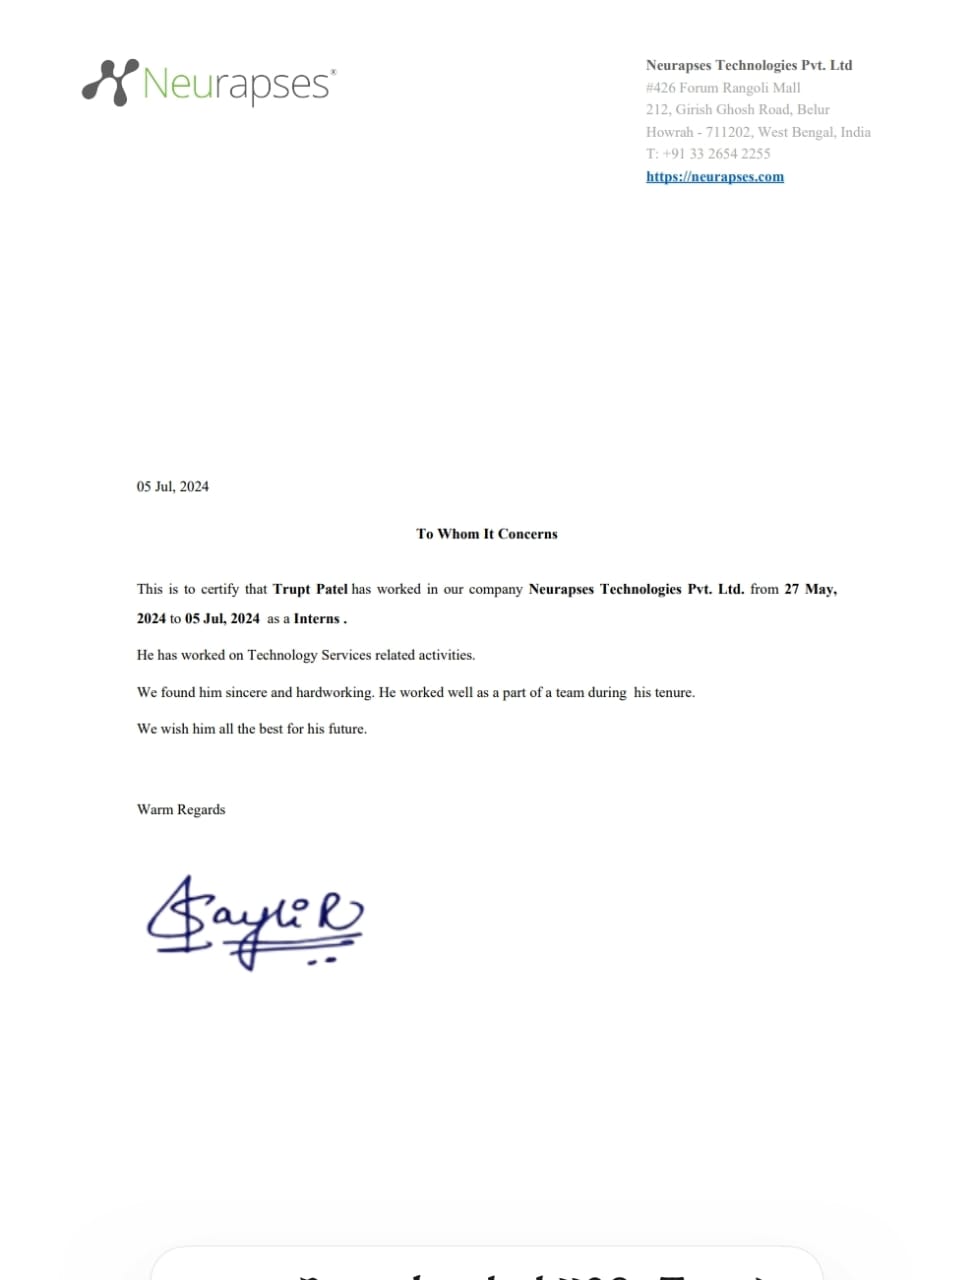 Neurapses®
Neurapses Technologies Pvt. Ltd
#426 Forum Rangoli Mall
212, Girish Ghosh Road, Belur
Howrah - 711202, West Bengal, India
T: +91 33 2654 2255
https://neurapses.com
05 Jul, 2024
To Whom It Concerns
This is to certify that Trupt Patel has worked in our company Neurapses Technologies Pvt. Ltd. from 27 May,
2024 to 05 Jul, 2024 as a Interns .
He has worked on Technology Services related activities.
We found him sincere and hardworking. He worked well as a part of a team during his tenure.
We wish him all the best for his future.
Warm Regards